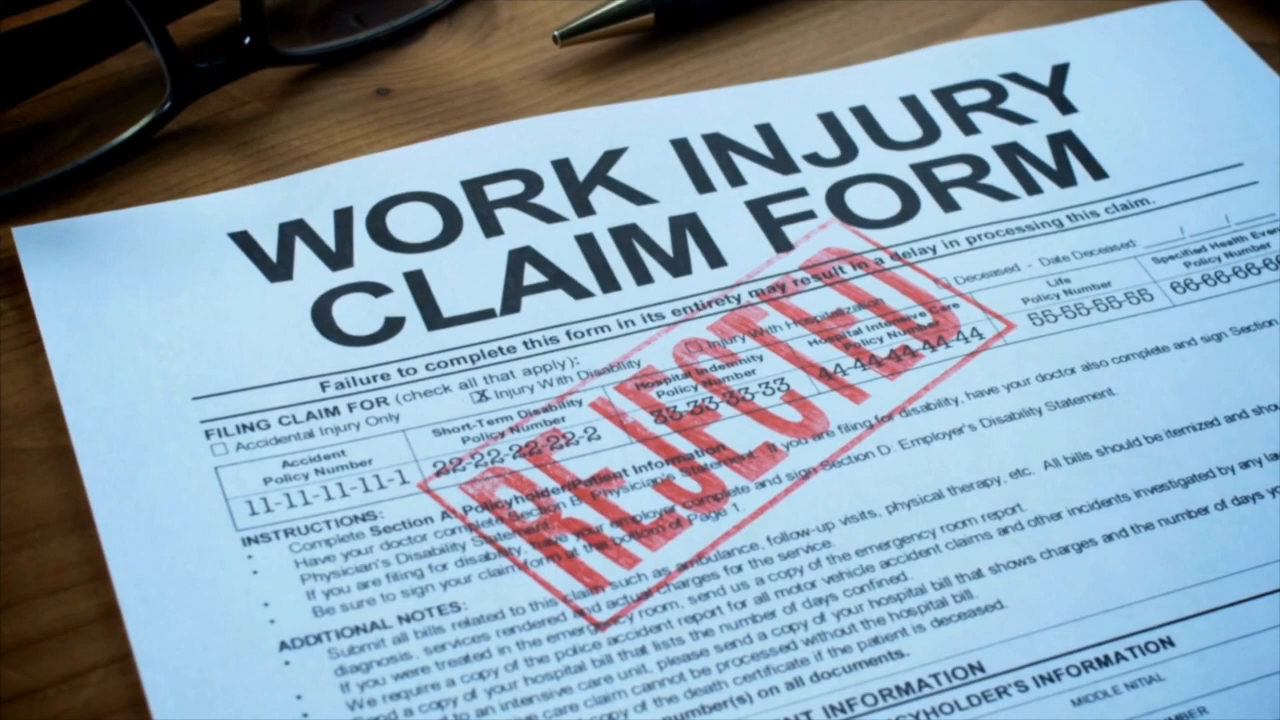 WORK INJURY
CLAIM FORM
Failure to complete this form in its entirety may result in a delay in processing this claim.
FILING CLAIM FOR (check all that apply):
Accidental Injury Only
X Injury With Disability
Injury With Hospitalization
Deceased - Date Deceased: / /
Accident
Policy Number
11-11-11-11-1
Short-Term Disability
Policy Number
22-22-22-22-2
Hospital Indemnity
Policy Number
33-33-33-33
Hospital Intensive Care
Policy Number
44-44-44-44-44
Life
Policy Number
55-55-55-55
Specified Health Even
Policy Number
66-66-66-66
REJECTED
INSTRUCTIONS:
Complete Section A: Policyholder/Patient Information
Have your doctor complete Section B: Physician's Statement. If you are filing for disability, have your doctor also complete and sign Section
Physician's Disability Statement.
If you are filing for disability, have your employer complete and sign Section D: Employer's Disability Statement.
Be sure to sign your claim form at the bottom of Page 1.
ADDITIONAL NOTES:
Submit all bills related to this claim such as ambulance, follow-up visits, physical therapy, etc. All bills should be itemized and
diagnosis, services rendered and actual charges for the service.
If you were treated in the emergency room, send us a copy of the emergency room report.
We require a copy of the police accident report for all motor vehicle accident claims and other incidents investigated by any
Send a copy of your hospital bill that lists the number of days confined.
to an intensive care unit, please send a copy of your hospital bill that shows charges and the number of days
care claim cannot be processed without the hospital bill.
copy of the death certificate if the patient is deceased.
number(s) on all documents.
NT INFORMATION
CYHOLDER'S INFORMATION
MIDDLE NITIAL